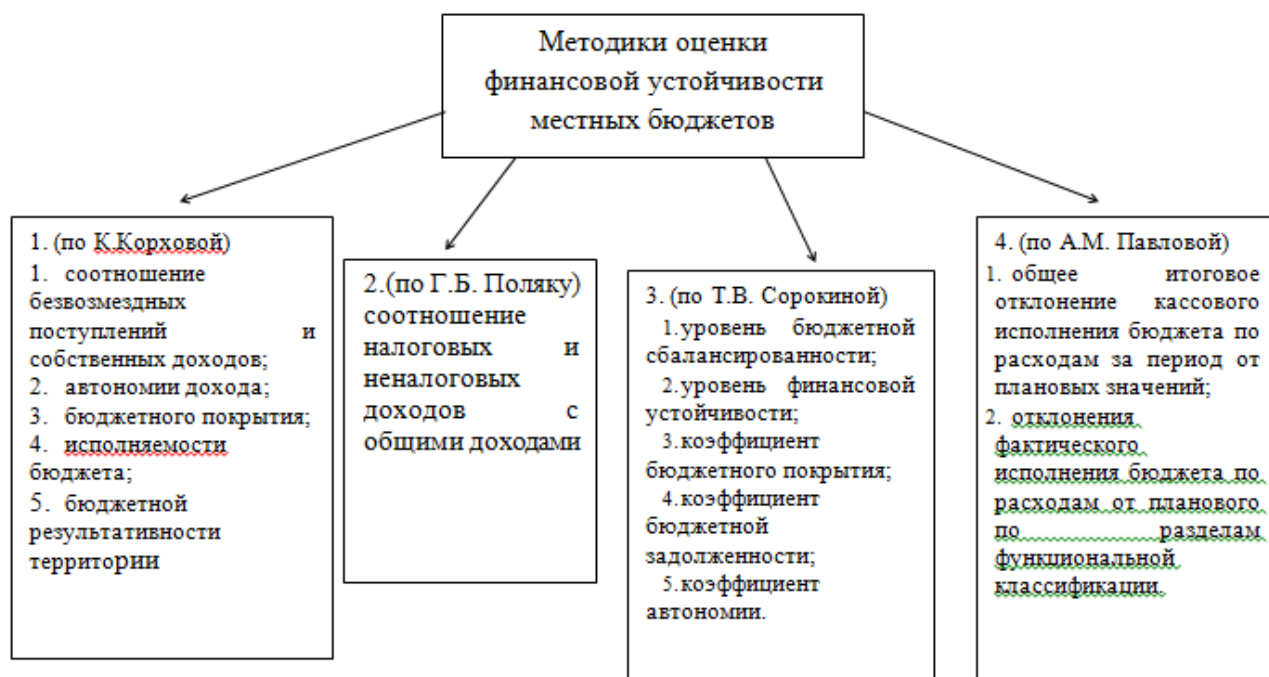 Методики оценки
финансовой устойчивости
местных бюджетов
1. (по К.Корховой)
1. соотношение
безвозмездных
поступлений и
собственных доходов;
2. автономии дохода;
3. бюджетного покрытия;
4. исполняемости
бюджета;
5. бюджетной
результативности
территории
2.(по Г.Б. Поляку)
соотношение
налоговых и
неналоговых
доходов с
общими доходами
3. (по Т.В. Сорокиной)
1.уровень бюджетной
сбалансированности;
2.уровень финансовой
устойчивости;
3.коэффициент
бюджетного покрытия;
4.коэффициент
бюджетной
задолженности;
5.коэффициент
автономии.
4. (по А.М. Павловой)
1. общее итоговое
отклонение кассового
исполнения бюджета по
расходам за период от
плановых значений;
2. отклонения
фактического
исполнения бюджета по
расходам от планового
по разделам
функциональной
классификации.